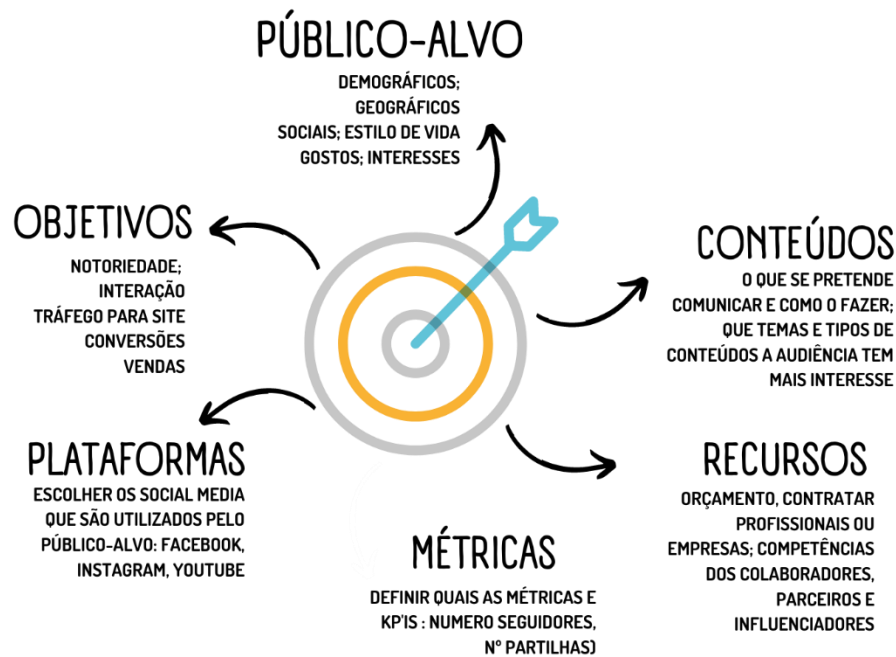 PÚBLICO-ALVO
DEMOGRÁFICOS;
GEOGRÁFICOS
SOCIAIS; ESTILO DE VIDA
GOSTOS; INTERESSES
OBJETIVOS
NOTORIEDADE;
INTERAÇÃO
TRÁFEGO PARA SITE
CONVERSÕES
VENDAS
CONTEÚDOS
O QUE SE PRETENDE
COMUNICAR E COMO O FAZER;
QUE TEMAS E TIPOS DE
CONTEÚDOS A AUDIÊNCIA TEM
MAIS INTERESSE
PLATAFORMAS
ESCOLHER OS SOCIAL MEDIA
QUE SÃO UTILIZADOS PELO
PÚBLICO-ALVO: FACEBOOK,
INSTAGRAM, YOUTUBE
MÉTRICAS
DEFINIR QUAIS AS MÉTRICAS E
KP'IS : NUMERO SEGUIDORES,
Nº PARTILHAS)
RECURSOS
ORÇAMENTO, CONTRATAR
PROFISSIONAIS OU
EMPRESAS; COMPETÊNCIAS
DOS COLABORADORES,
PARCEIROS E
INFLUENCIADORES